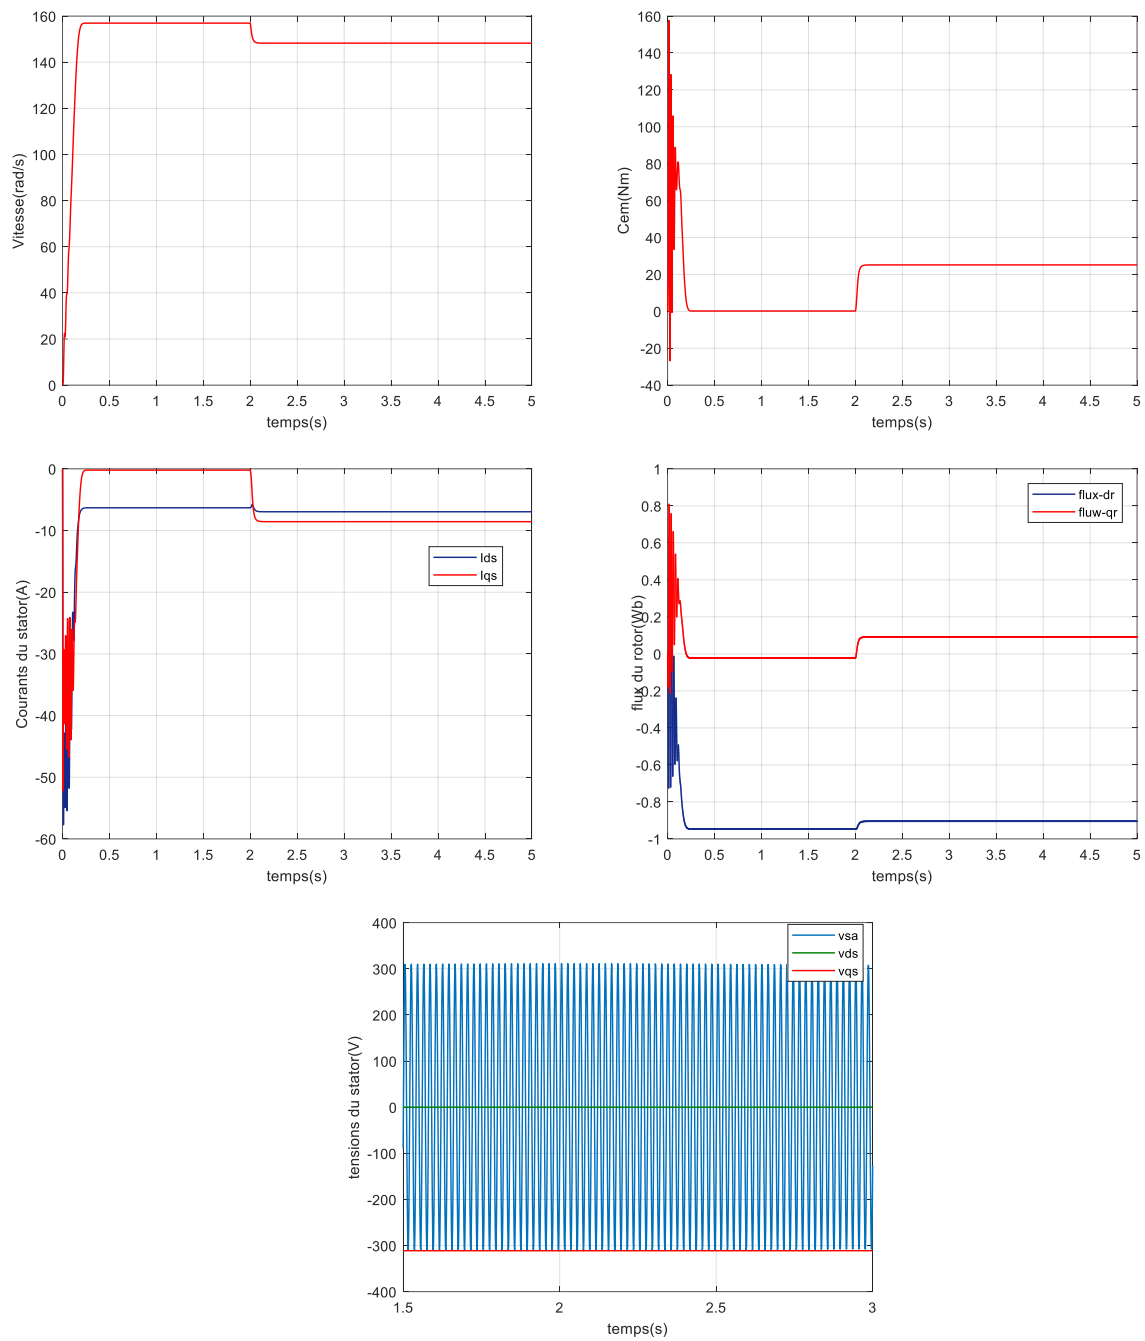 Vitesse(rad/s)
160
140
120
100
80
60
40
20
0
0 0.5 1 1.5 2 2.5 3 3.5 4 4.5 5
temps(s)
Cem(Nm)
160
140
120
100
80
60
40
20
0
-20
-40
0 0.5 1 1.5 2 2.5 3 3.5 4 4.5 5
temps(s)
Courants du stator(A)
0
-10
-20
-30
-40
-50
-60
Ids
Iqs
0 0.5 1 1.5 2 2.5 3 3.5 4 4.5 5
temps(s)
flux du rotor(Wb)
1
0.8
0.6
0.4
0.2
0
-0.2
-0.4
-0.6
-0.8
-1
flux-dr
fluw-qr
0 0.5 1 1.5 2 2.5 3 3.5 4 4.5 5
temps(s)
tensions du stator(V)
400
300
200
100
0
-100
-200
-300
-400
vsa
vds
vqs
1.5 2 2.5 3
temps(s)